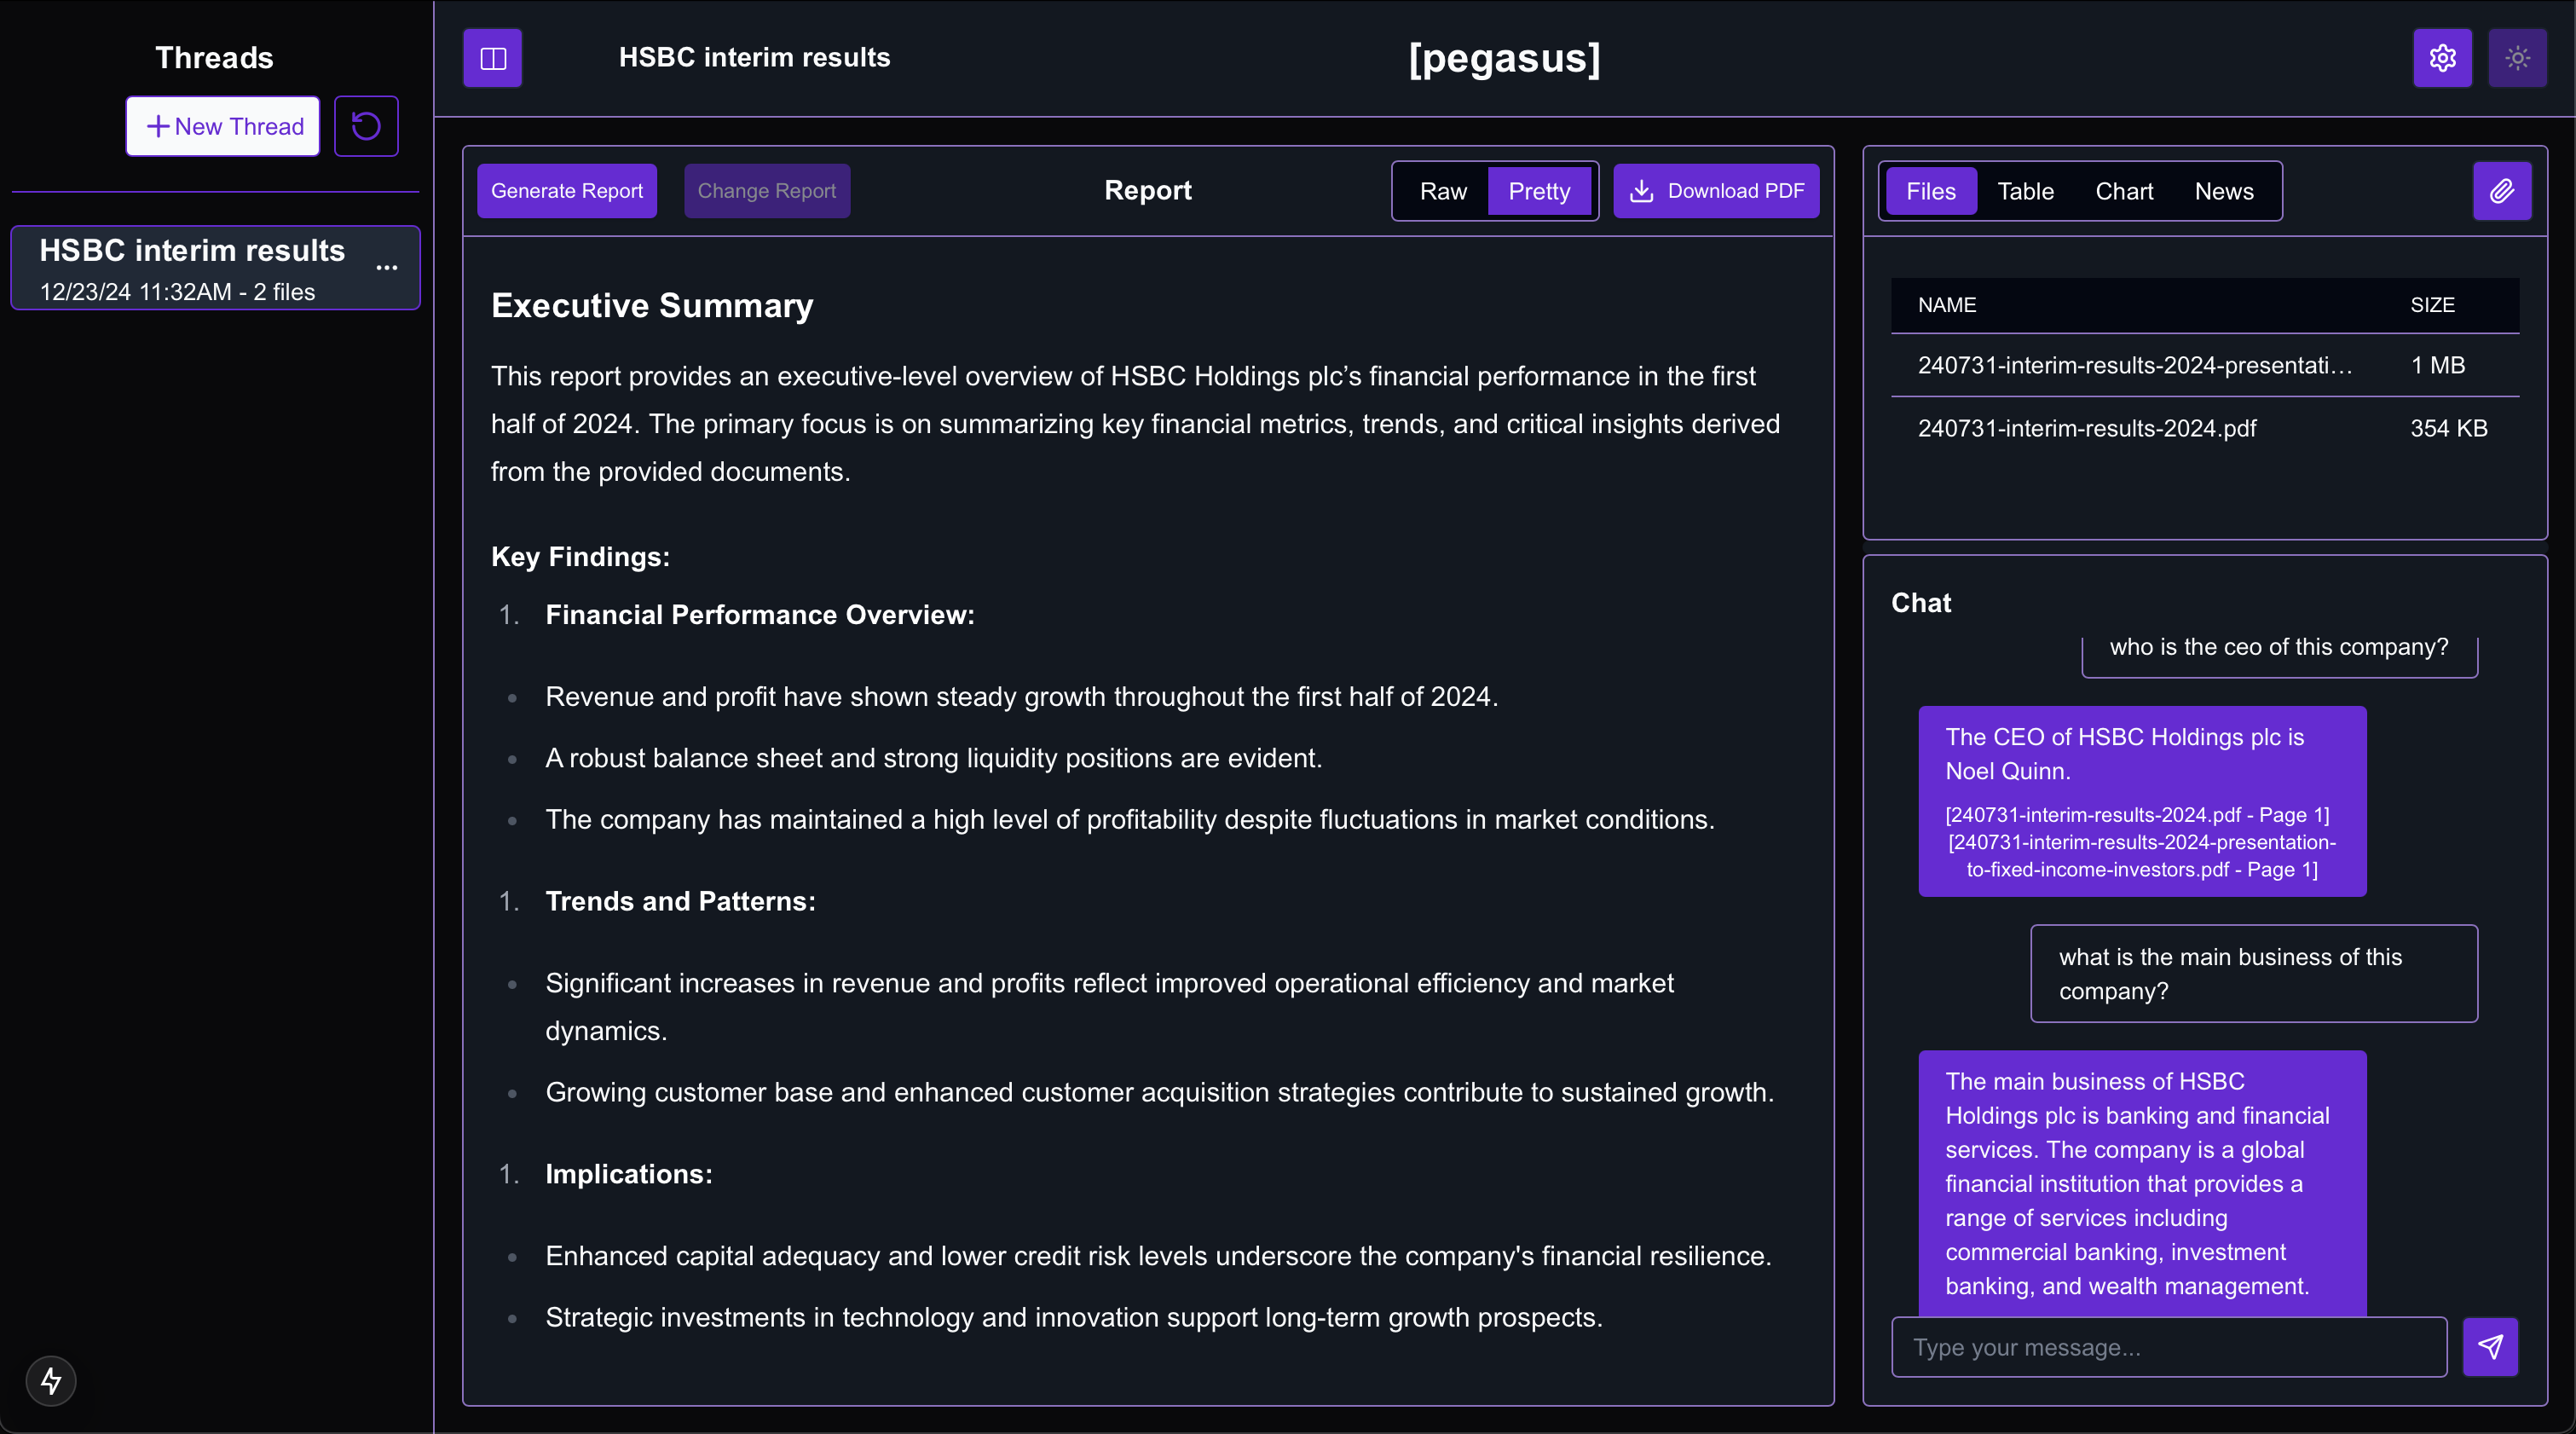 Threads
New Thread
HSBC interim results
12/23/24 11:32AM - 2 files
HSBC interim results
[pegasus]
Generate Report
Change Report
Report
Raw
Pretty
Download PDF
Executive Summary
This report provides an executive-level overview of HSBC Holdings plc’s financial performance in the first
half of 2024. The primary focus is on summarizing key financial metrics, trends, and critical insights derived
from the provided documents.
Key Findings:
1. Financial Performance Overview:
Revenue and profit have shown steady growth throughout the first half of 2024.
A robust balance sheet and strong liquidity positions are evident.
The company has maintained a high level of profitability despite fluctuations in market conditions.
1. Trends and Patterns:
Significant increases in revenue and profits reflect improved operational efficiency and market
dynamics.
Growing customer base and enhanced customer acquisition strategies contribute to sustained growth.
1. Implications:
Enhanced capital adequacy and lower credit risk levels underscore the company's financial resilience.
Strategic investments in technology and innovation support long-term growth prospects.
Files
Table
Chart
News
NAME SIZE
240731-interim-results-2024-presentati... 1 MB
240731-interim-results-2024.pdf 354 KB
Chat
who is the ceo of this company?
The CEO of HSBC Holdings plc is
Noel Quinn.
[240731-interim-results-2024.pdf - Page 1]
[240731-interim-results-2024-presentation-
to-fixed-income-investors.pdf - Page 1]
what is the main business of this
company?
The main business of HSBC
Holdings plc is banking and financial
services. The company is a global
financial institution that provides a
range of services including
commercial banking, investment
banking, and wealth management.
Type your message...